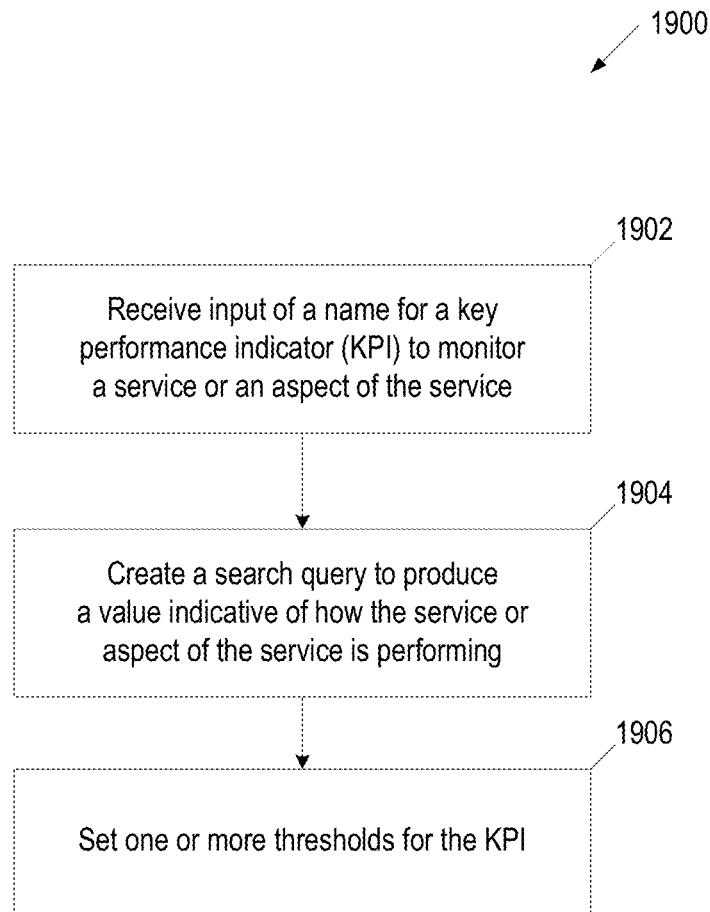 1900
1902
Receive input of a name for a key
performance indicator (KPI) to monitor
a service or an aspect of the service
1904
Create a search query to produce
a value indicative of how the service or
aspect of the service is performing
1906
Set one or more thresholds for the KPI